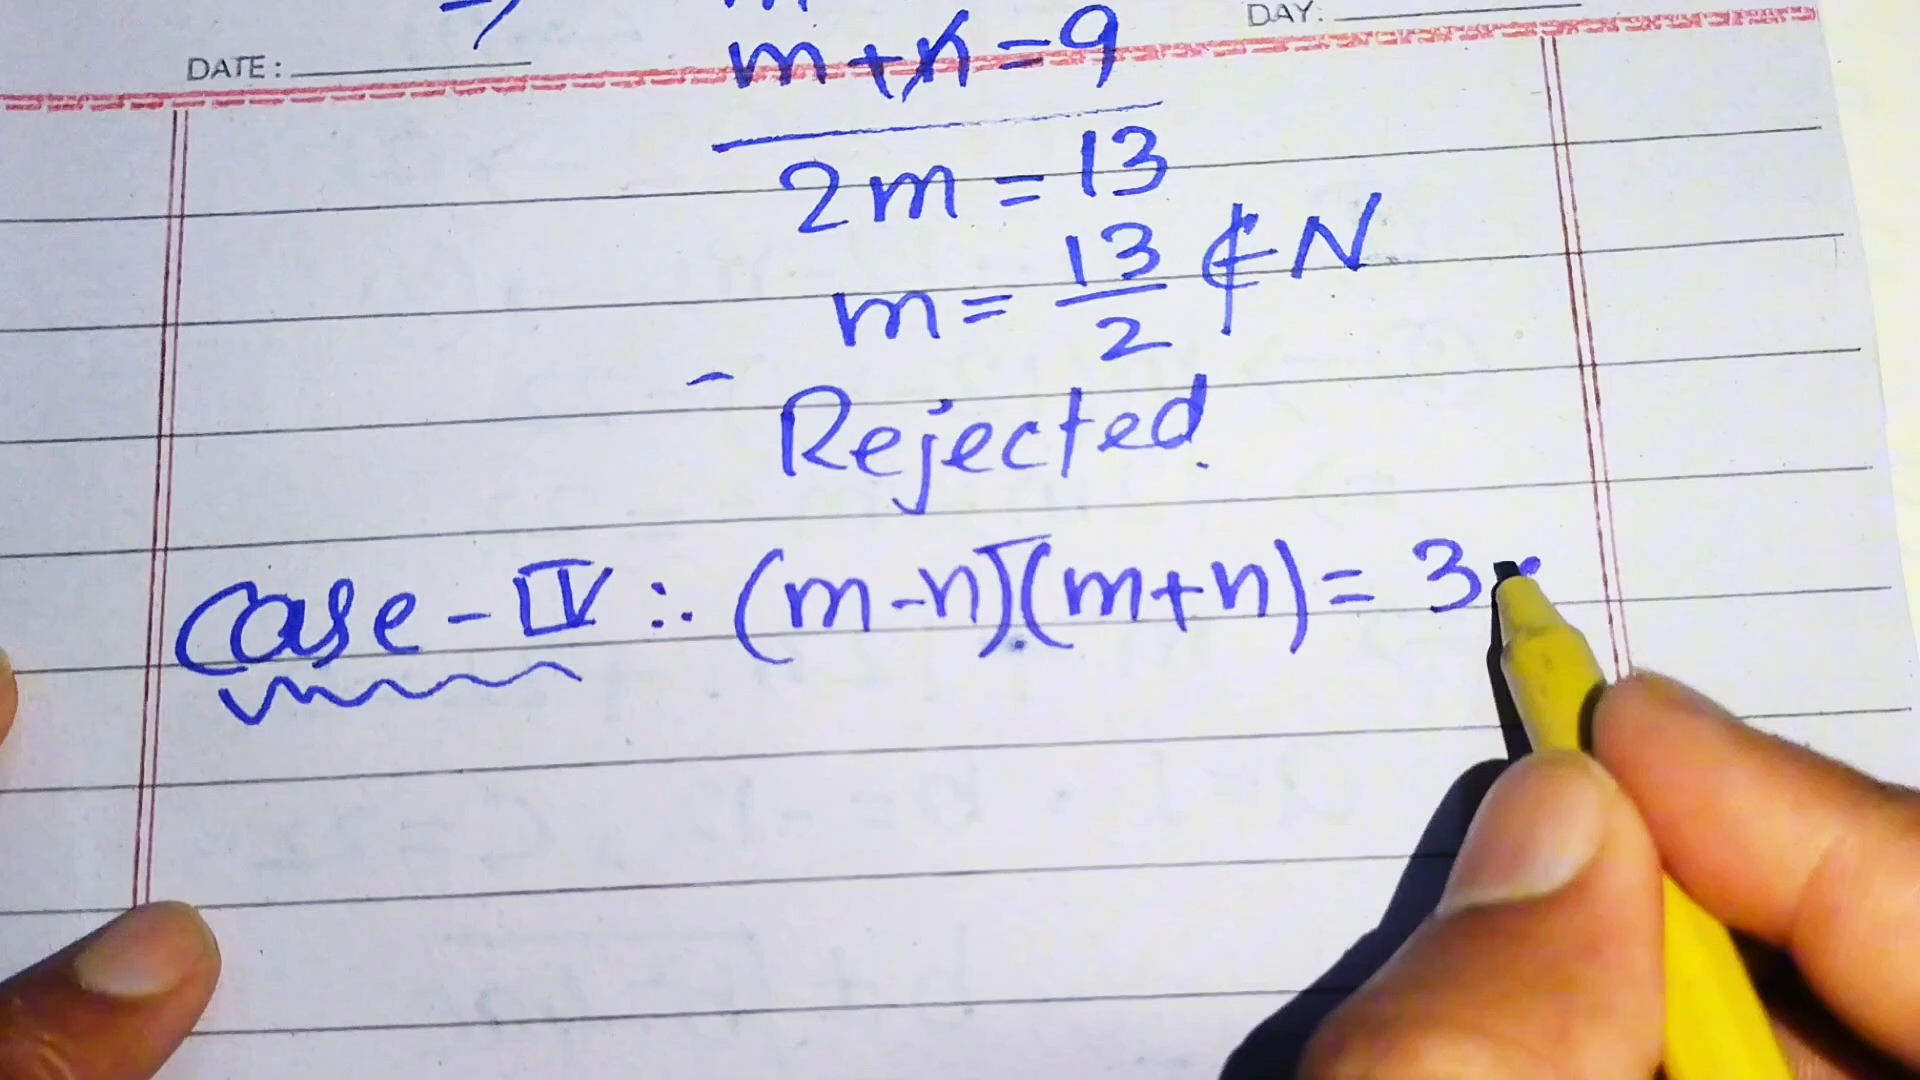 DAY:
DATE:
m+n=9
2m = 13
m = 13/2 ∉ N
Rejected.
Case-IV :. (m-n)(m+n) = 3